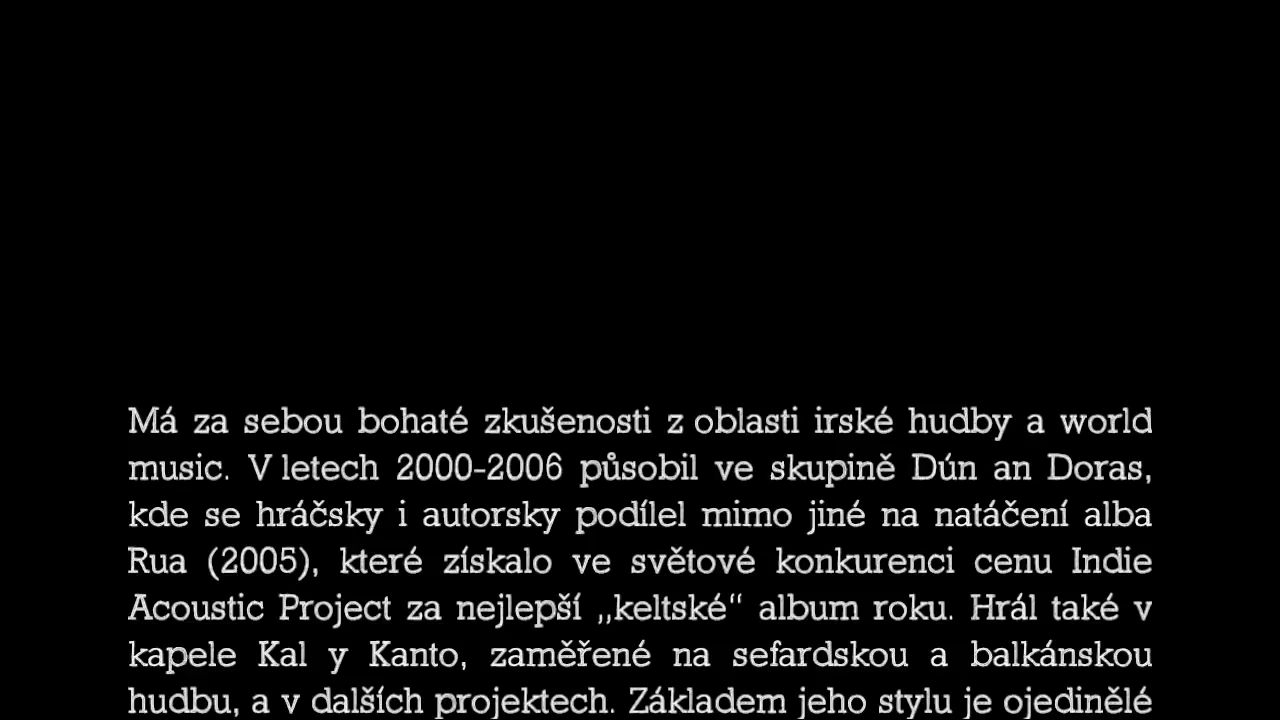 Má za sebou bohaté zkušenosti z oblasti irské hudby a world
music. V letech 2000-2006 působil ve skupině Dún an Doras,
kde se hráčsky i autorsky podílel mimo jiné na natáčení alba
Rua (2005), které získalo ve světové konkurenci cenu Indie
Acoustic Project za nejlepší „keltské“ album roku. Hrál také v
kapele Kal y Kanto, zaměřené na sefardskou a balkánskou
hudbu, a v dalších projektech. Základem jeho stylu je ojedinělé